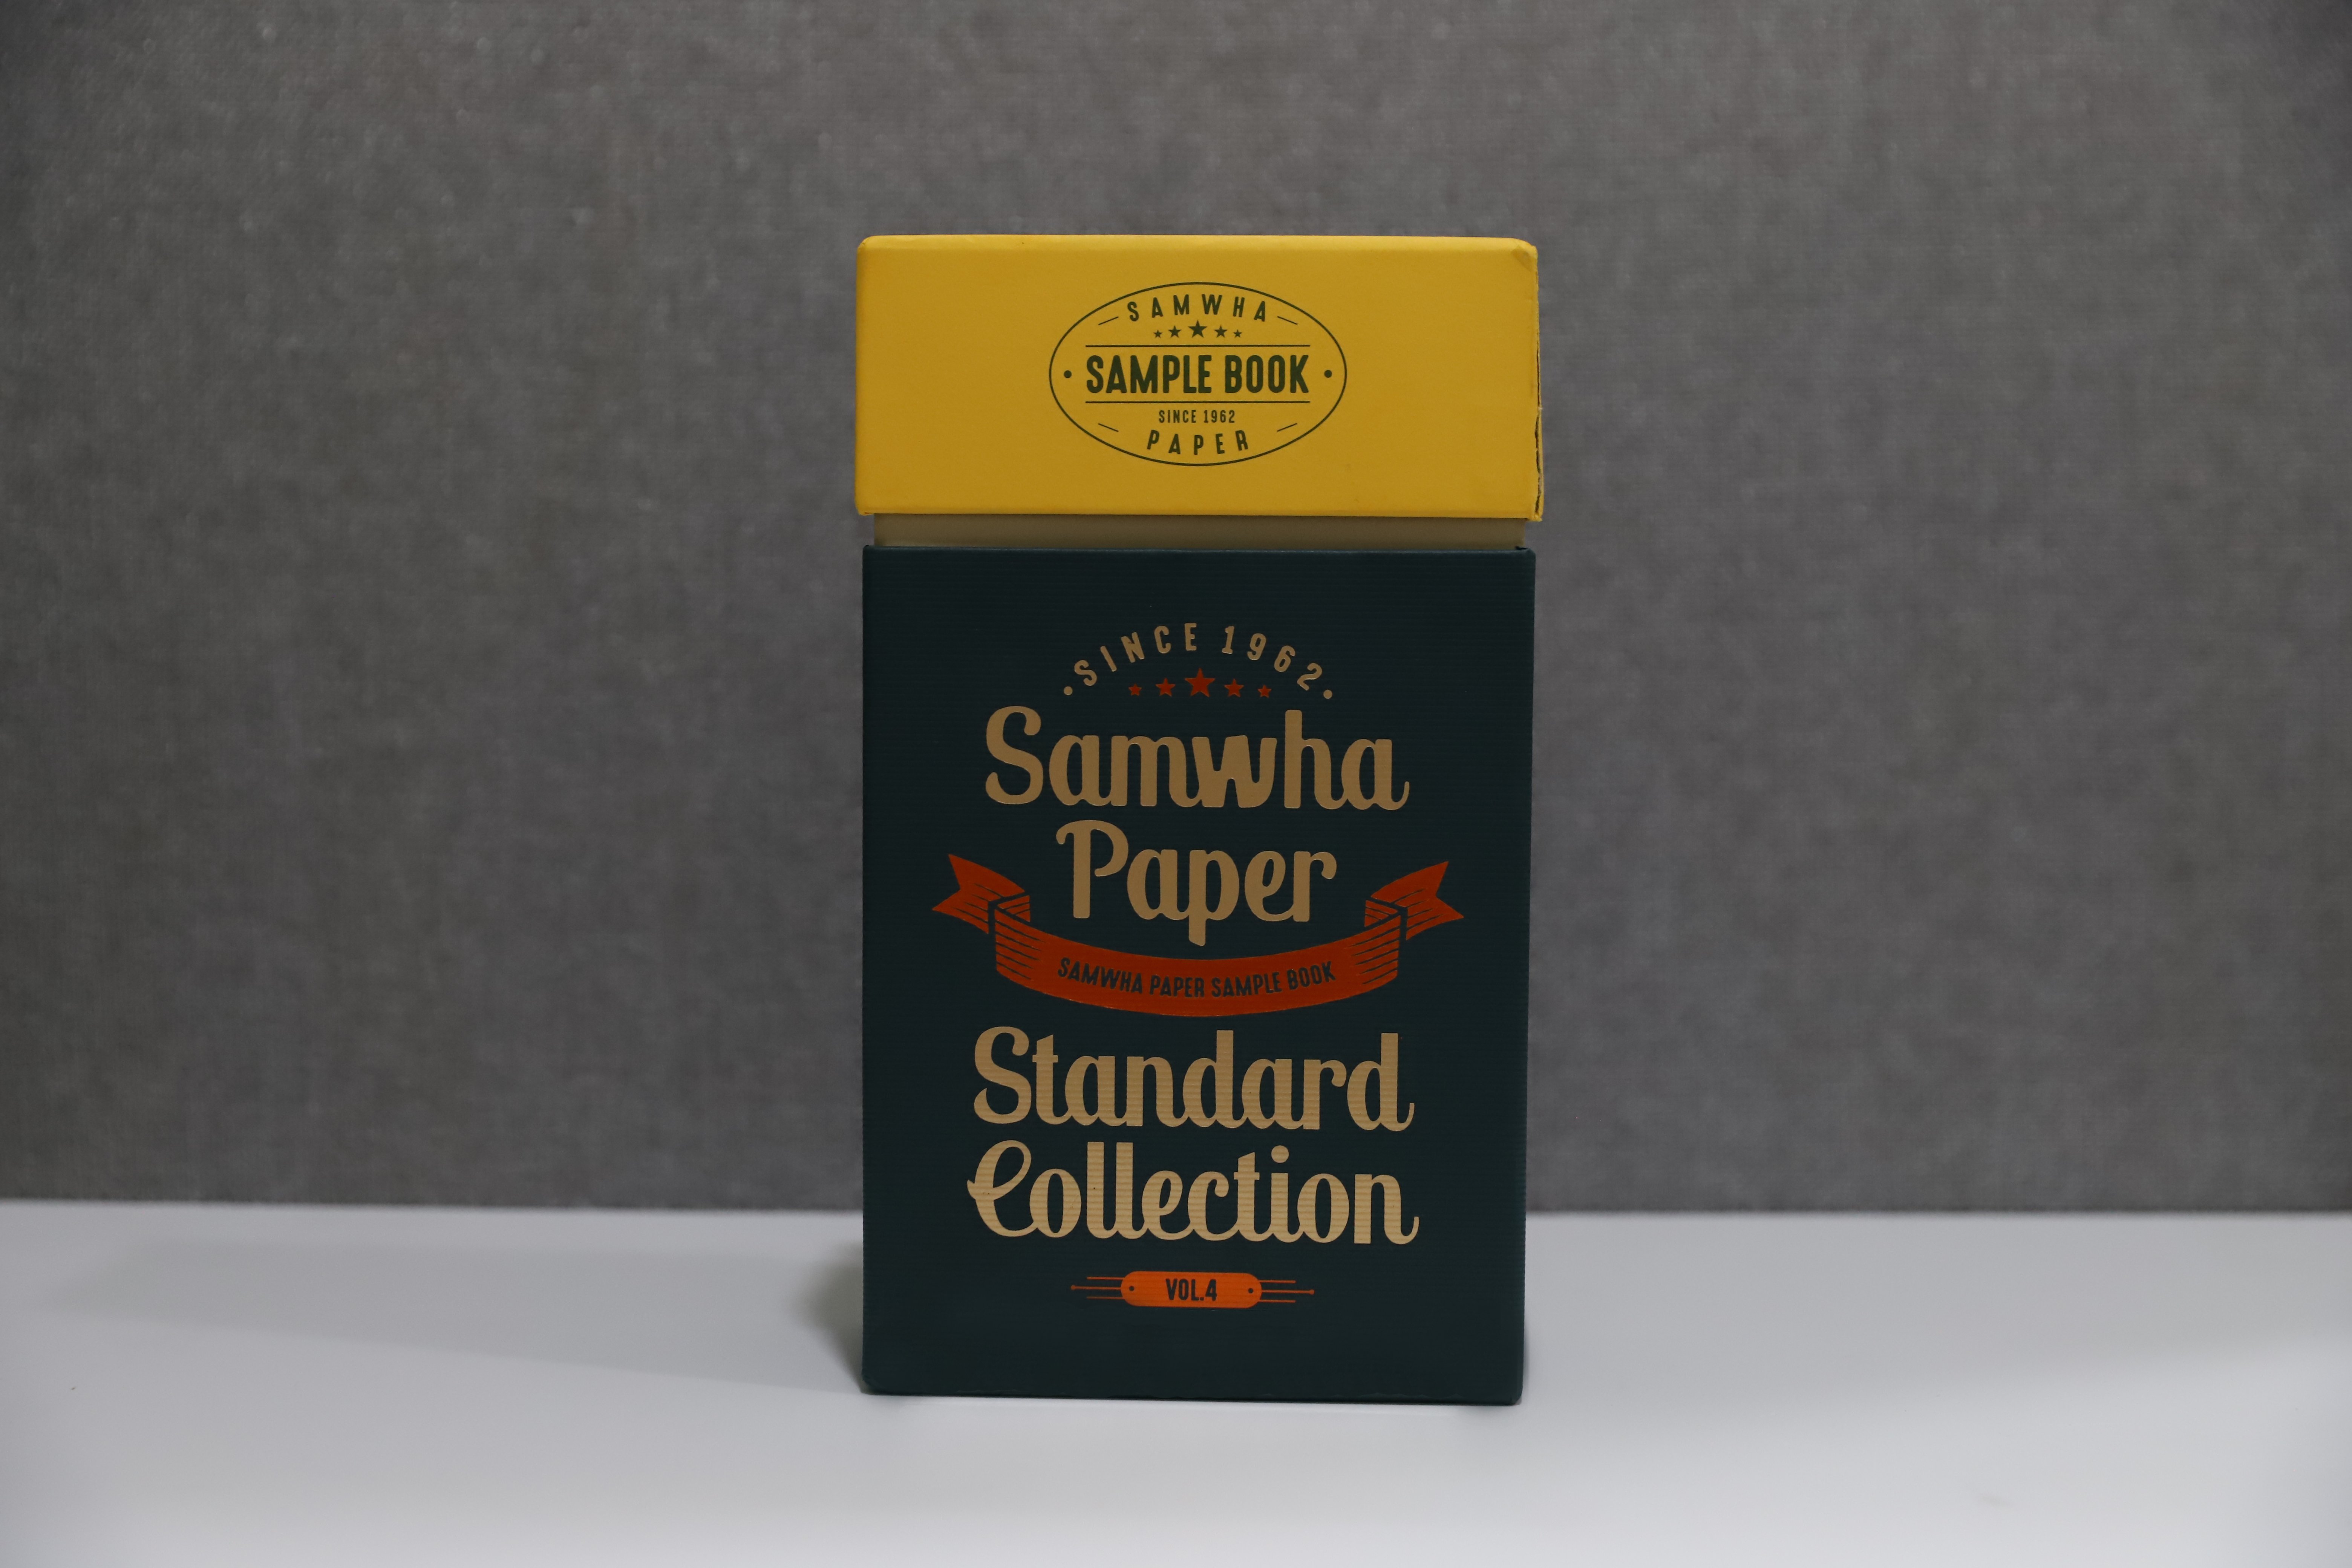 SAMWHA
SAMPLE BOOK
SINCE 1962
PAPER
SINCE 1962
Samwha
Paper
SAMWHA PAPER SAMPLE BOOK
Standard
Collection
VOL.4